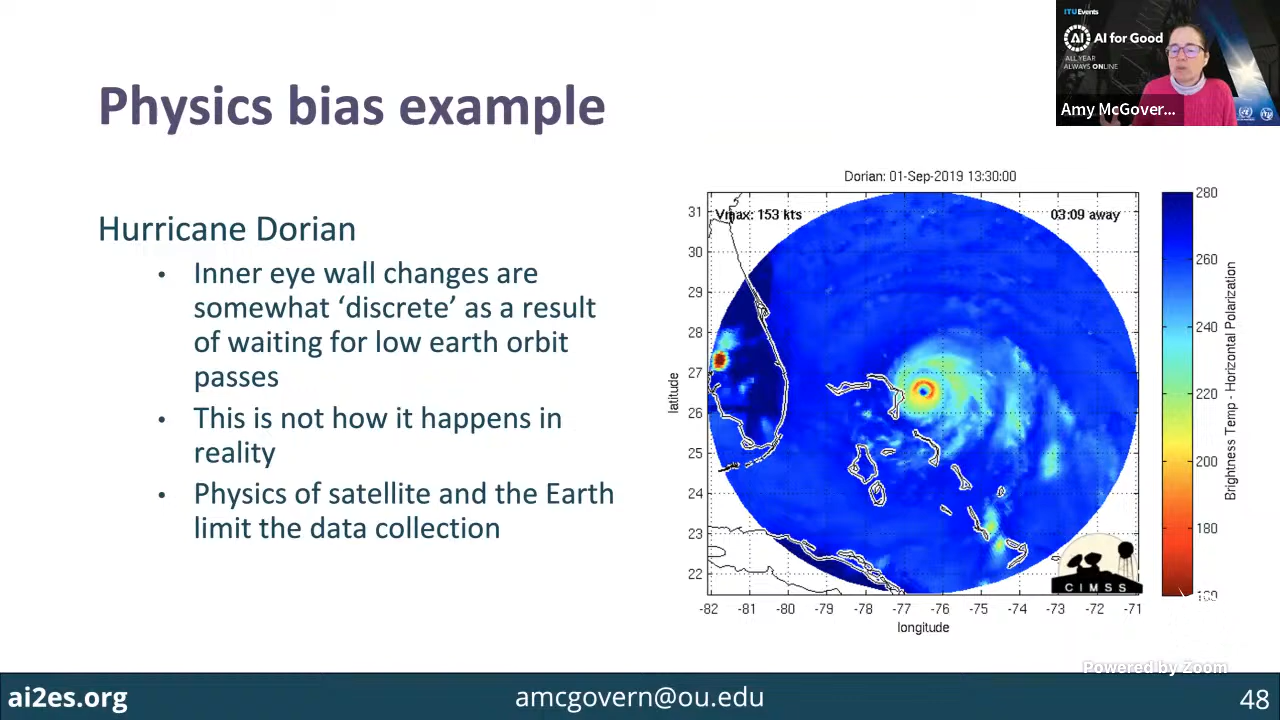 ITUEvents
AI
AI for Good
ALL YEAR
ALWAYS ONLINE
Amy McGover...
Physics bias example
Hurricane Dorian
• Inner eye wall changes are
somewhat ‘discrete’ as a result
of waiting for low earth orbit
passes
• This is not how it happens in
reality
• Physics of satellite and the Earth
limit the data collection
Dorian: 01-Sep-2019 13:30:00
Vmax: 153 kts
03:09 away
31
30
29
28
27
26
25
24
23
22
latitude
-82 -81 -80 -79 -78 -77 -76 -75 -74 -73 -72 -71
longitude
280
260
240
220
200
180
Brightness Temp - Horizontal Polarization
CIMSS
Powered by Zoom
ai2es.org
amcgovern@ou.edu
48